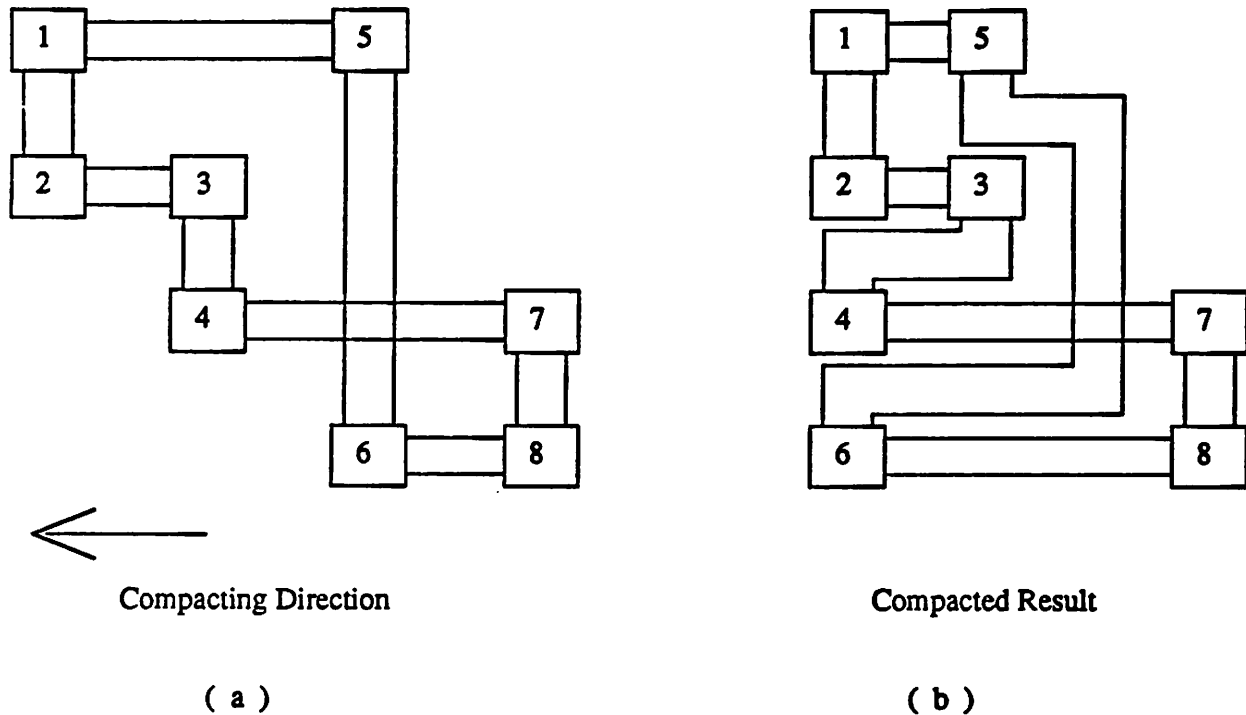 1 5
2 3
4 7
6 8
Compacting Direction
( a )
1 5
2 3
4 7
6 8
Compacted Result
( b )